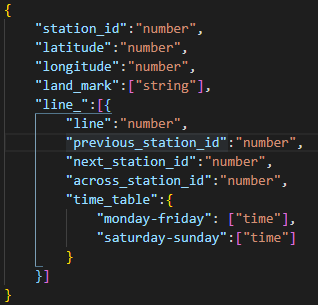 {
    "station_id":"number",
    "latitude":"number",
    "longitude":"number",
    "land_mark":["string"],
    "line_":[{
        "line":"number",
        "previous_station_id":"number",
        "next_station_id":"number",
        "across_station_id":"number",
        "time_table":{
            "monday-friday": ["time"],
            "saturday-sunday":["time"]
        }
    }]
}